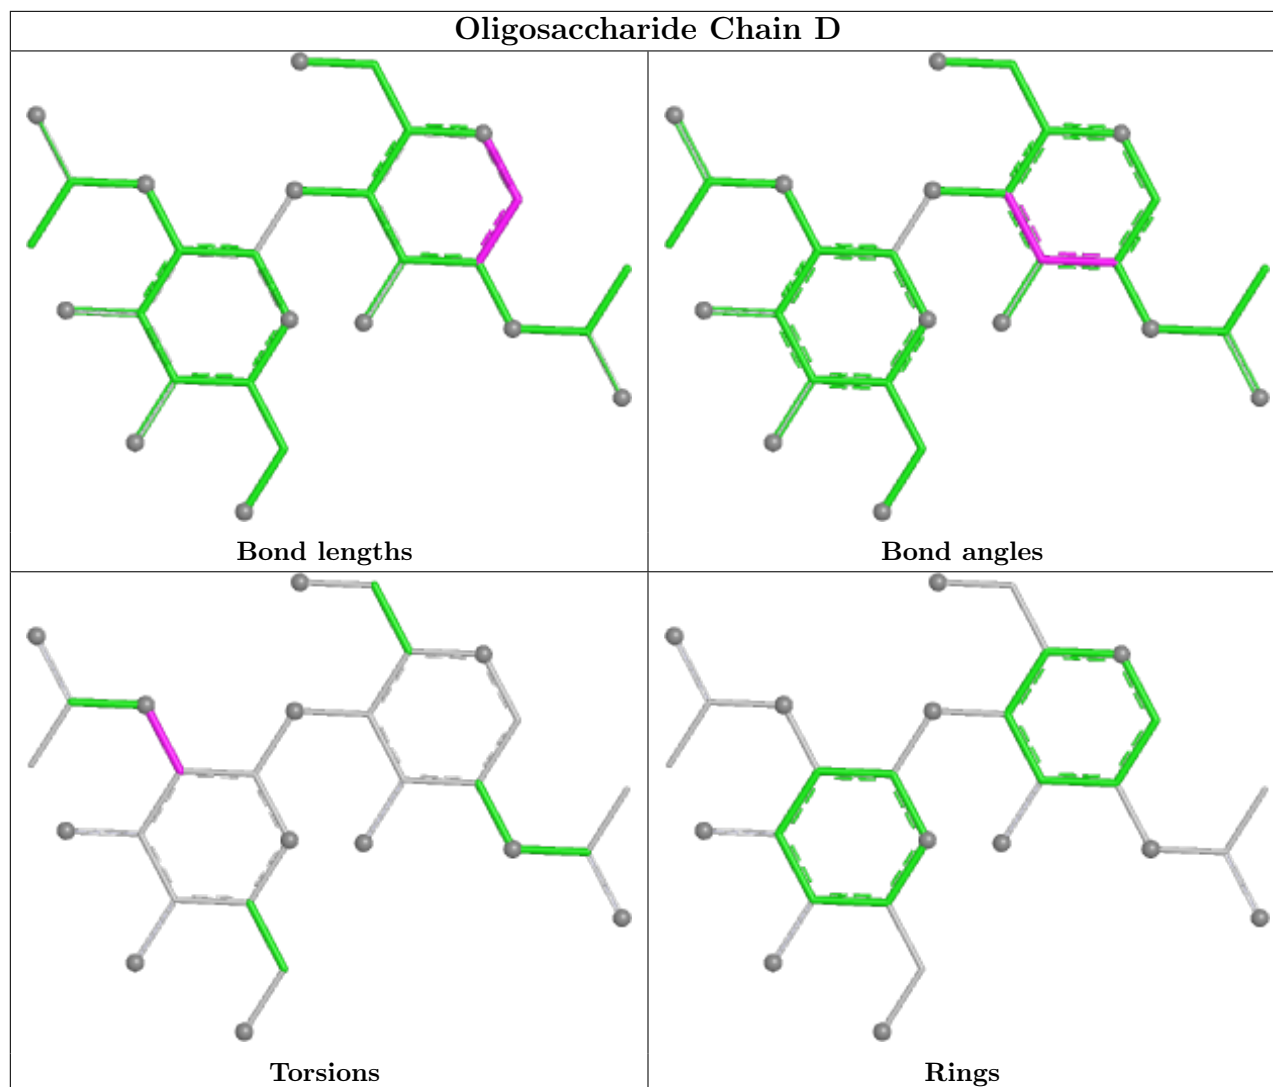 Oligosaccharide Chain D
Bond lengths
Bond angles
Torsions
Rings